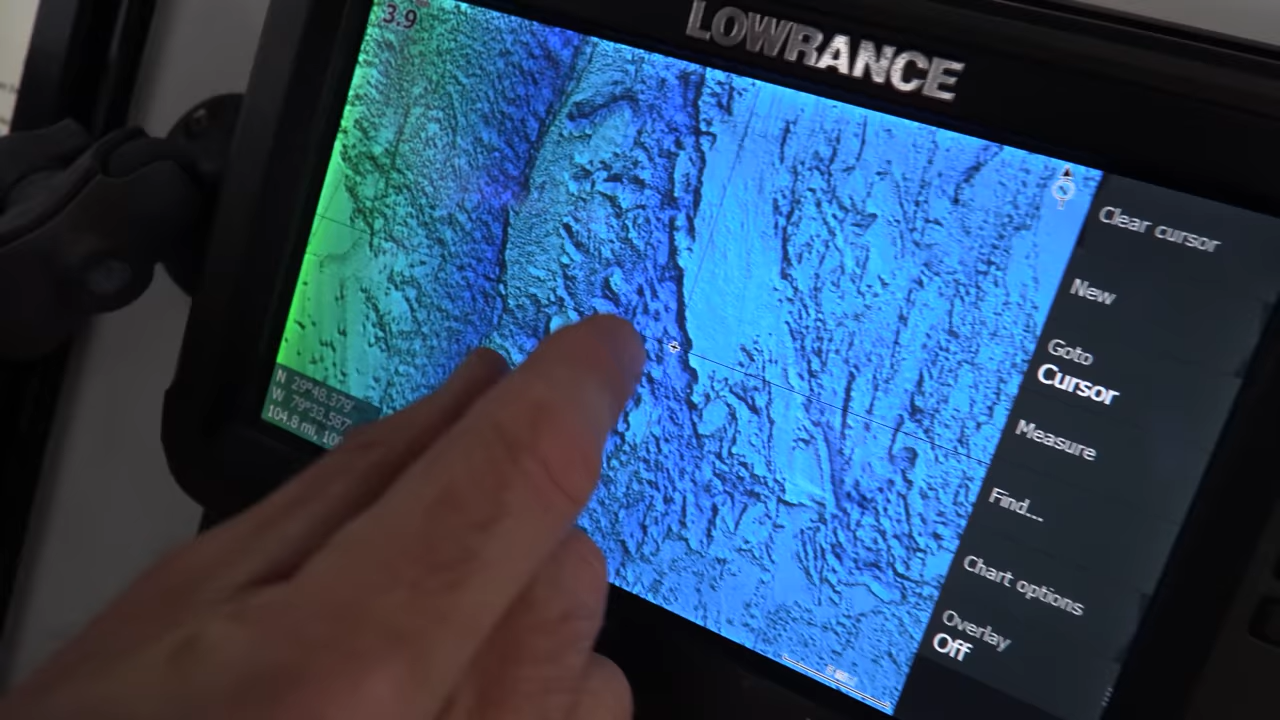 3.9
LOWRANCE
Clear cursor
New
Goto
Cursor
Measure
Find...
Chart options
Overlay
Off
N 29°48.379'
W 79°33.587'
104.8 mi,